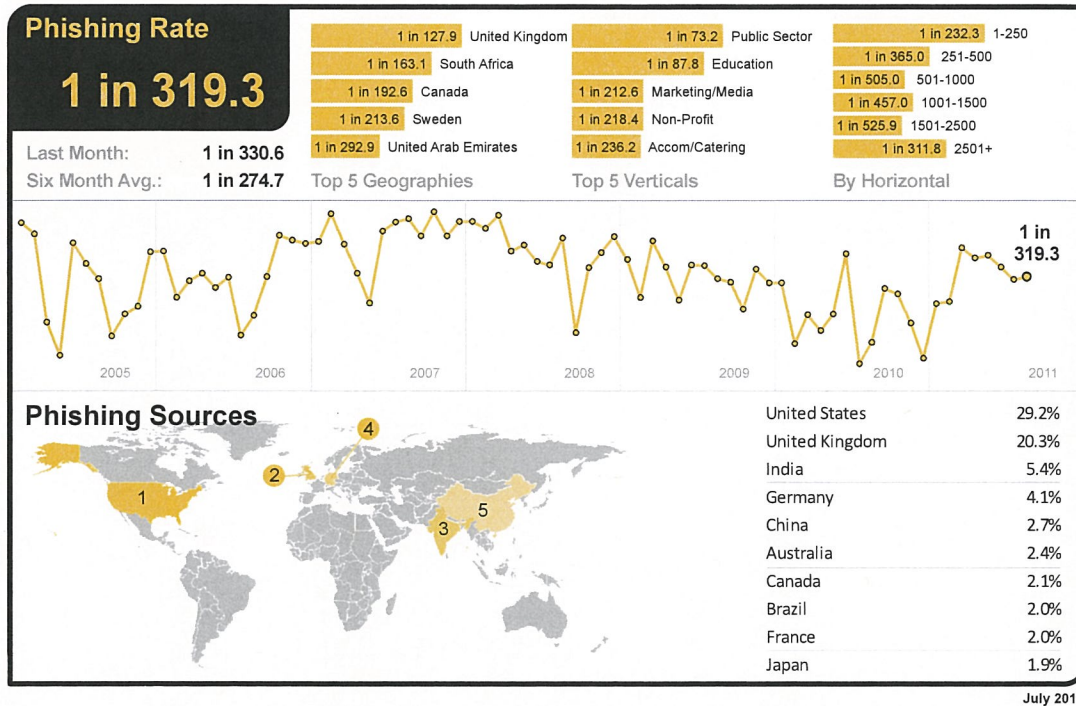 Phishing Rate
1 in 319.3
Last Month: 1 in 330.6
Six Month Avg.: 1 in 274.7
1 in 127.9 United Kingdom
1 in 163.1 South Africa
1 in 192.6 Canada
1 in 213.6 Sweden
1 in 292.9 United Arab Emirates
Top 5 Geographies
1 in 73.2 Public Sector
1 in 87.8 Education
1 in 212.6 Marketing/Media
1 in 218.4 Non-Profit
1 in 236.2 Accom/Catering
Top 5 Verticals
1 in 232.3 1-250
1 in 365.0 251-500
1 in 505.0 501-1000
1 in 457.0 1001-1500
1 in 525.9 1501-2500
1 in 311.8 2501+
By Horizontal
1 in
319.3
2005 2006 2007 2008 2009 2010 2011
Phishing Sources
1
2
3
4
5
United States 29.2%
United Kingdom 20.3%
India 5.4%
Germany 4.1%
China 2.7%
Australia 2.4%
Canada 2.1%
Brazil 2.0%
France 2.0%
Japan 1.9%
July 201